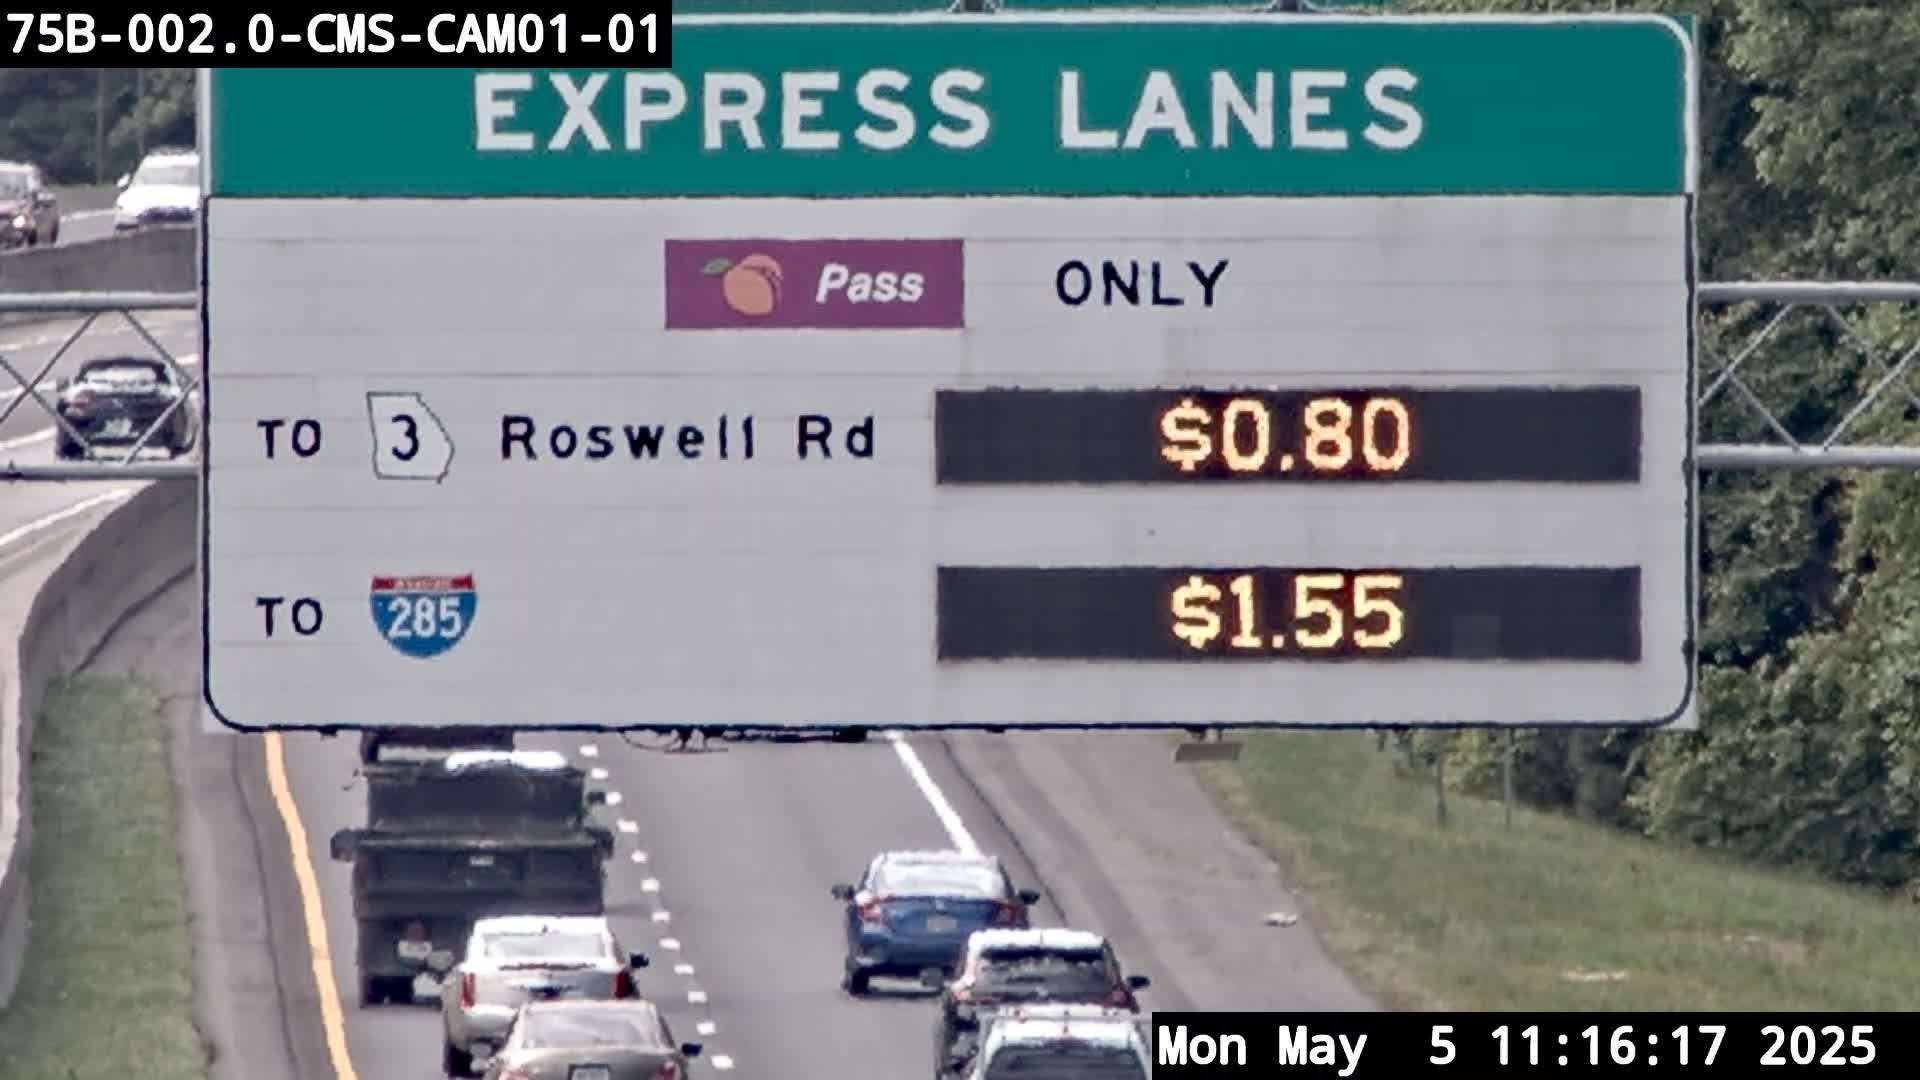 75B-002.0-CMS-CAM01-01
EXPRESS LANES
Pass ONLY
TO 3 Roswell Rd $0.80
TO 285 $1.55
Mon May 5 11:16:17 2025